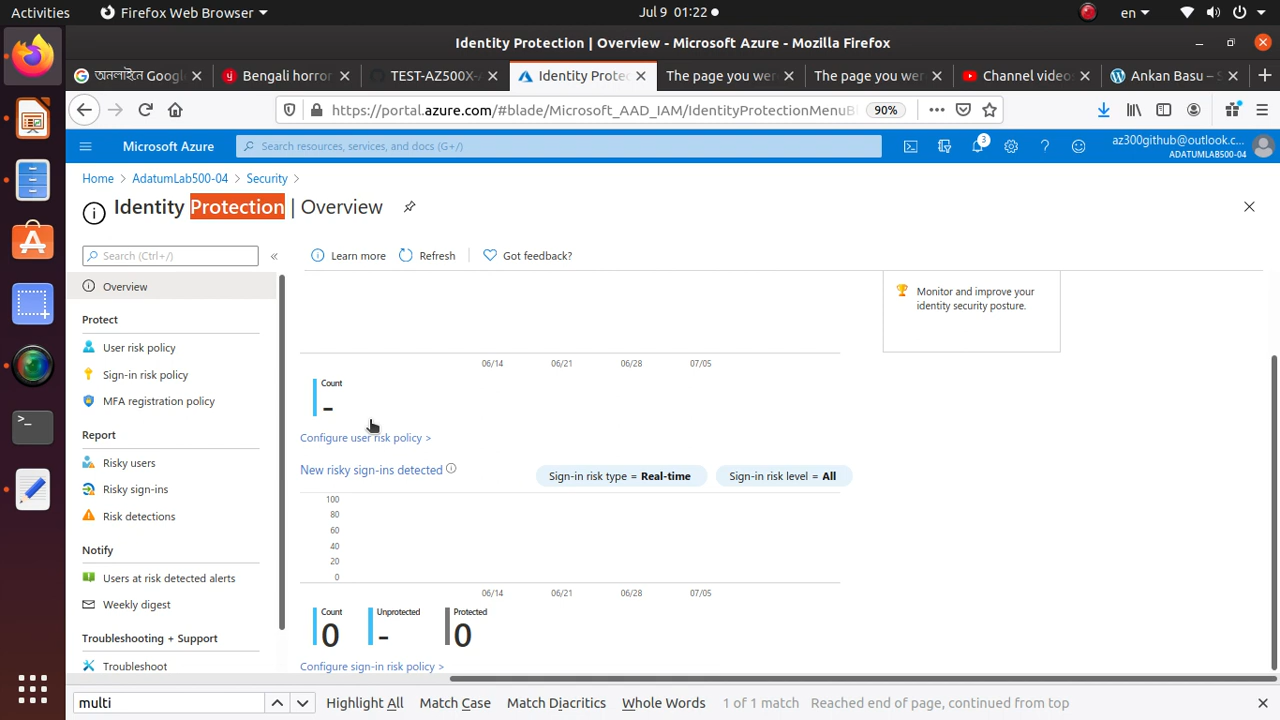 Activities
Firefox Web Browser
Jul 9 01:22
en
Identity Protection | Overview - Microsoft Azure - Mozilla Firefox
অনলাইন Googl
Bengali horror
TEST-AZ500X-
Identity Protec
The page you wer
The page you wer
Channel video
Ankan Basu – S
https://portal.azure.com/#blade/Microsoft_AAD_IAM/IdentityProtectionMenuB
90%
Microsoft Azure
Search resources, services, and docs (G+/)
3
az300github@outlook.c...
ADATUMLAB500-04
Home > AdatumLab500-04 > Security >
Identity Protection | Overview
Search (Ctrl+/)
«
Learn more
Refresh
Got feedback?
Overview
Protect
User risk policy
Sign-in risk policy
MFA registration policy
Report
Risky users
Risky sign-ins
Risk detections
Notify
Users at risk detected alerts
Weekly digest
Troubleshooting + Support
Troubleshoot
Monitor and improve your
identity security posture.
06/14 06/21 06/28 07/05
Count
-
Configure user risk policy >
New risky sign-ins detected
Sign-in risk type = Real-time
Sign-in risk level = All
100
80
60
40
20
0
06/14 06/21 06/28 07/05
Count Unprotected Protected
0 - 0
Configure sign-in risk policy >
multi
Highlight All
Match Case
Match Diacritics
Whole Words
1 of 1 match
Reached end of page, continued from top